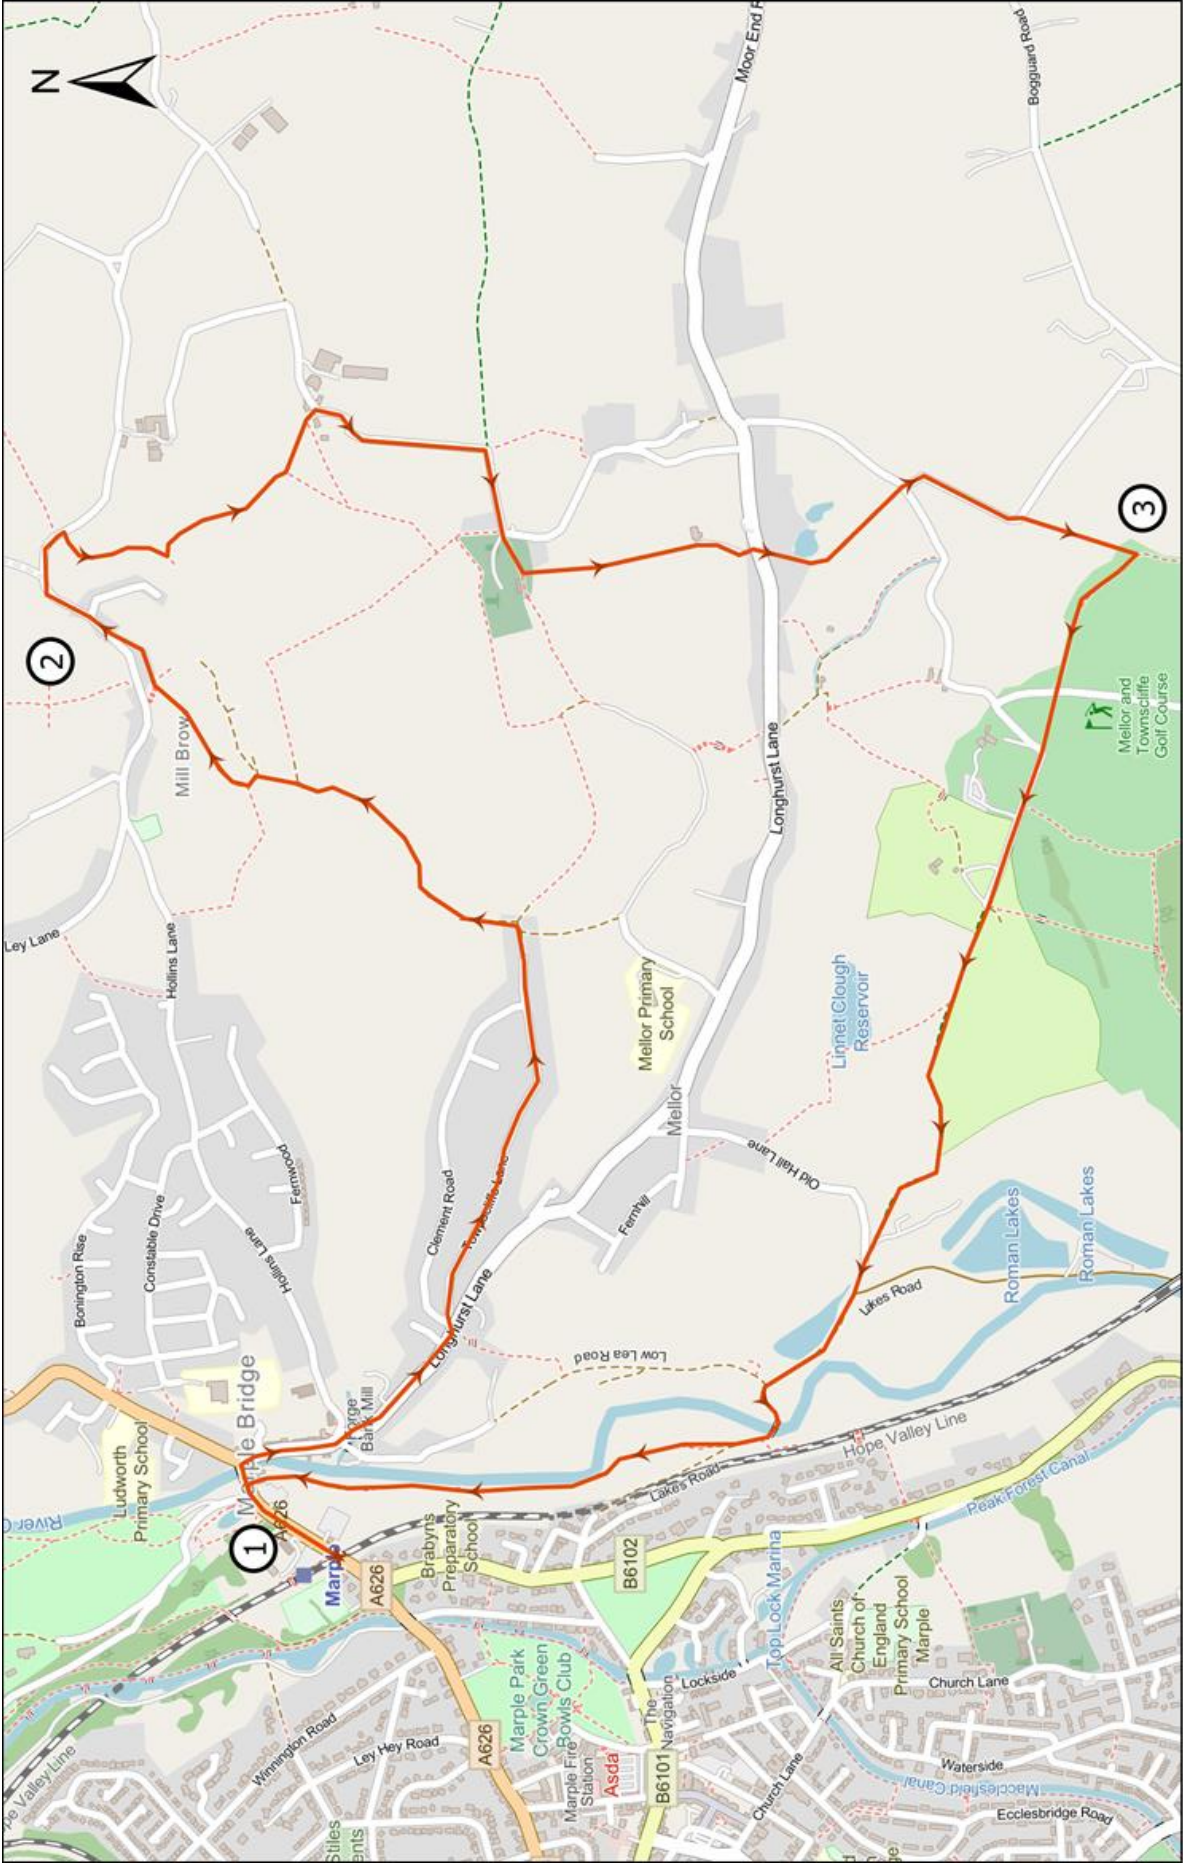 N
Moor End R
Bogguard Road
2
3
Mill Brow
Mellor and
Townscliffe
Golf Course
Longhurst Lane
Ley Lane
Hollins Lane
Mellor Primary
School
Linnet Clough
Reservoir
Mellor
Old Hall Lane
Fernwood
Constable Drive
Bonington Rise
Hollins Lane
Clement Road
Townscliffe Lane
Fernhill
Longhurst Lane
Roman Lakes
Roman Lakes
Lakes Road
Low Lea Road
Bank Mill
Ludworth
Primary School
1
A626
Marple
A626
Brabyns
Preparatory
School
Lakes Road
Hope Valley Line
Peak Forest Canal
B6102
Top Lock Marina
All Saints
Church of
England
Primary School
Marple
Church Lane
Lockside
The
Navigation
Marple Park
Crown Green
Bowls Club
Marple Fire
Station
Asda
B6101
A626
Ley Hey Road
Winnington Road
pe Valley Line
Church Lane
Waterside
Macclesfield Canal
Ecclesbridge Road
Stiles
ents